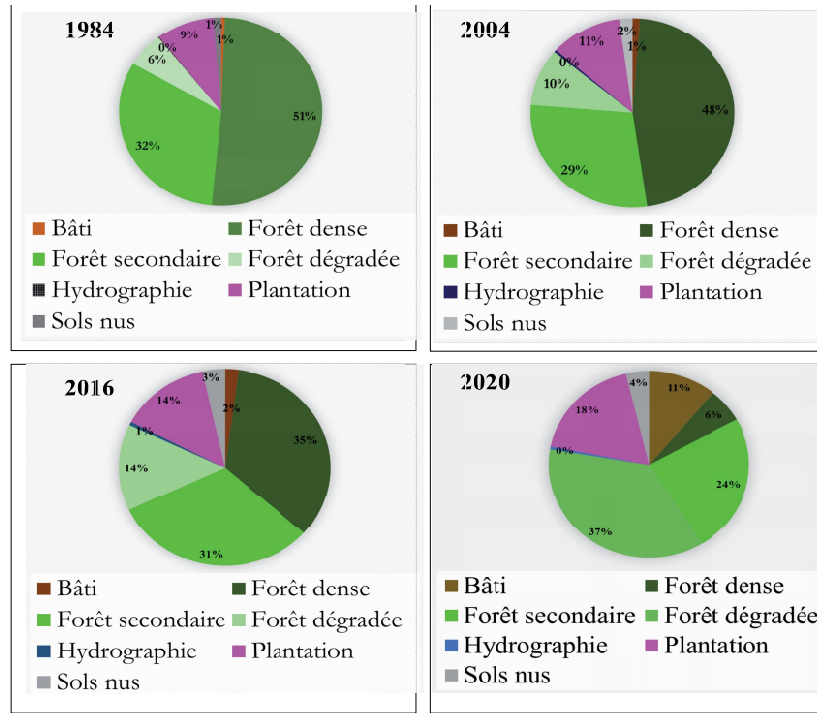 1984
1%
9%
1%
0%
6%
51%
32%
Bâti
Forêt dense
Forêt secondaire
Forêt dégradée
Hydrographie
Plantation
Sols nus
2004
2%
1%
11%
0%
10%
48%
29%
Bâti
Forêt dense
Forêt secondaire
Forêt dégradée
Hydrographie
Plantation
Sols nus
2016
3%
2%
14%
35%
1%
14%
31%
Bâti
Forêt dense
Forêt secondaire
Forêt dégradée
Hydrographie
Plantation
Sols nus
2020
4%
11%
18%
6%
0%
24%
37%
Bâti
Forêt dense
Forêt secondaire
Forêt dégradée
Hydrographie
Plantation
Sols nus